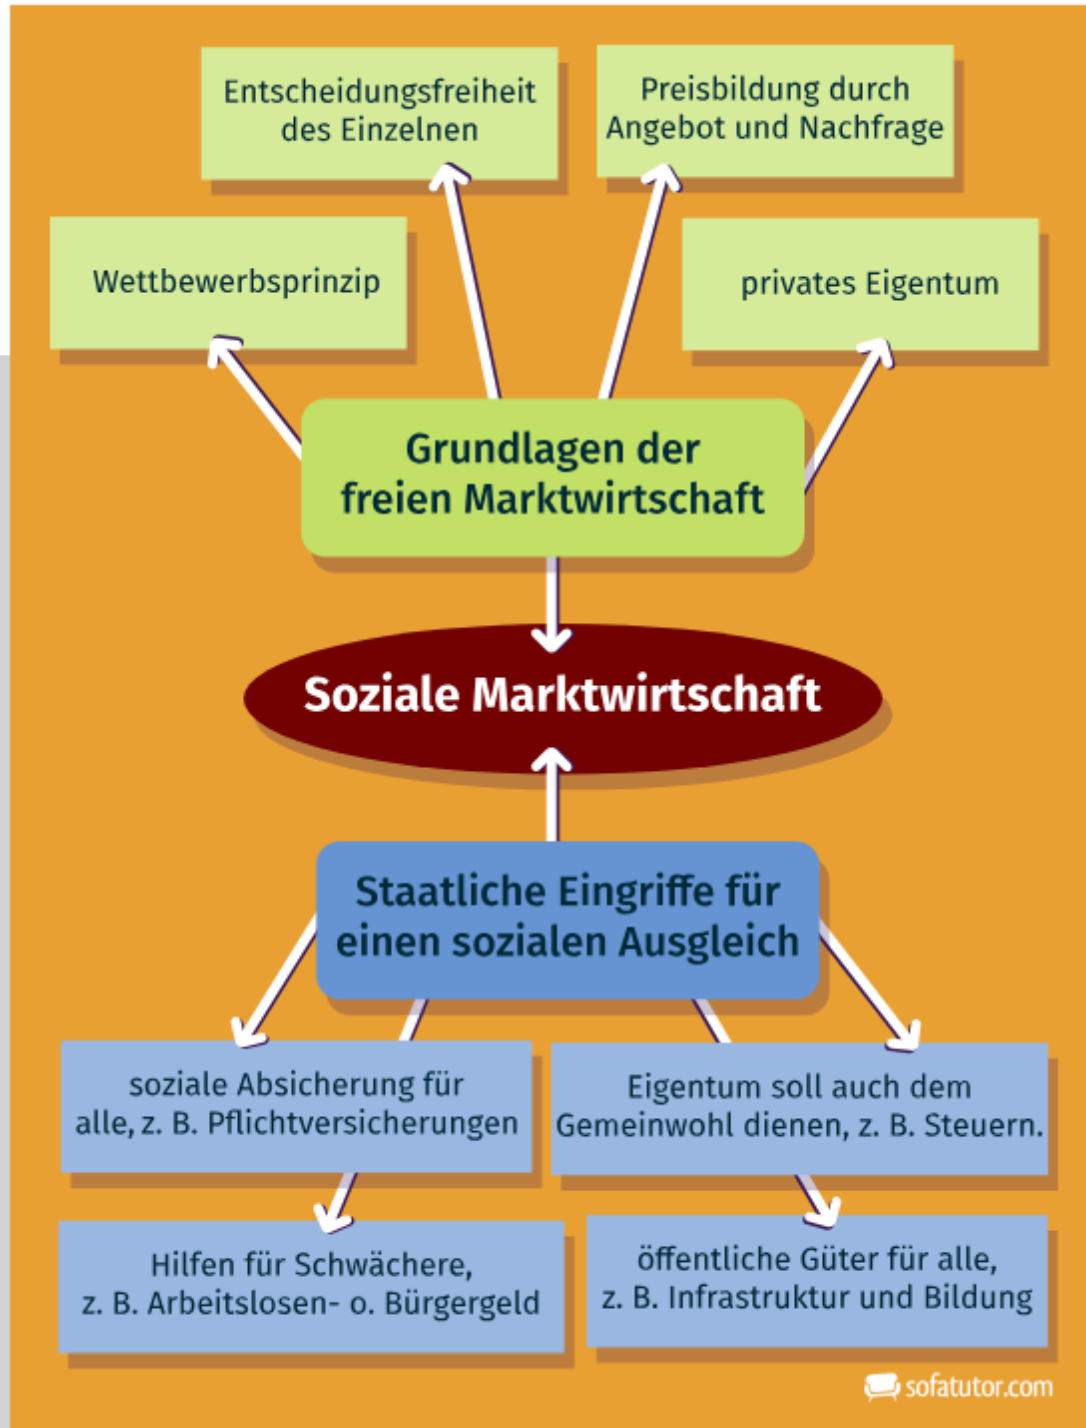 Entscheidungsfreiheit
des Einzelnen
Preisbildung durch
Angebot und Nachfrage
Wettbewerbsprinzip
privates Eigentum
Grundlagen der
freien Marktwirtschaft
Soziale Marktwirtschaft
Staatliche Eingriffe für
einen sozialen Ausgleich
soziale Absicherung für
alle, z. B. Pflichtversicherungen
Eigentum soll auch dem
Gemeinwohl dienen, z. B. Steuern.
Hilfen für Schwächere,
z. B. Arbeitslosen- o. Bürgergeld
öffentliche Güter für alle,
z. B. Infrastruktur und Bildung
sofatutor.com